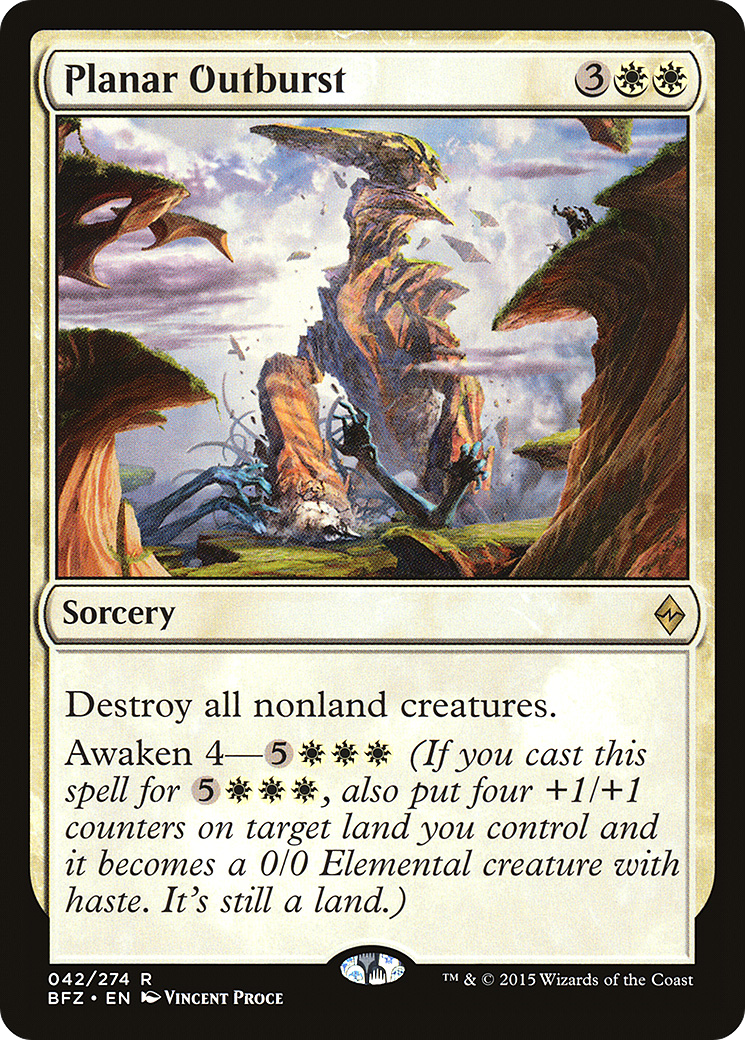 Planar Outburst 3
Sorcery
Destroy all nonland creatures.
Awaken 4—5 (If you cast this
spell for 5, also put four +1/+1
counters on target land you control and
it becomes a 0/0 Elemental creature with
haste. It's still a land.)
042/274 R
BFZ • EN Vincent Proce
™ & © 2015 Wizards of the Coast